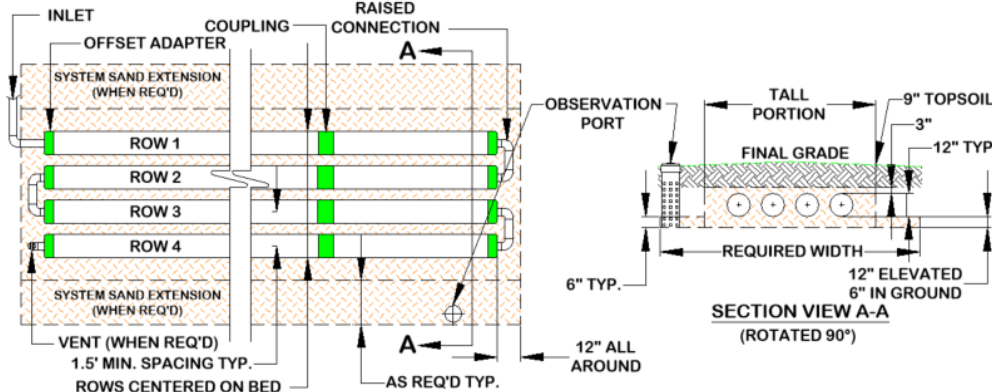 INLET
OFFSET ADAPTER
COUPLING
RAISED
CONNECTION
A
SYSTEM SAND EXTENSION
(WHEN REQ'D)
ROW 1
ROW 2
ROW 3
ROW 4
SYSTEM SAND EXTENSION
(WHEN REQ'D)
VENT (WHEN REQ'D)
1.5' MIN. SPACING TYP.
ROWS CENTERED ON BED
AS REQ'D TYP.
A
12" ALL
AROUND
OBSERVATION
PORT
TALL
PORTION
9" TOPSOIL
3"
12" TYP
FINAL GRADE
REQUIRED WIDTH
6" TYP.
12" ELEVATED
6" IN GROUND
SECTION VIEW A-A
(ROTATED 90°)